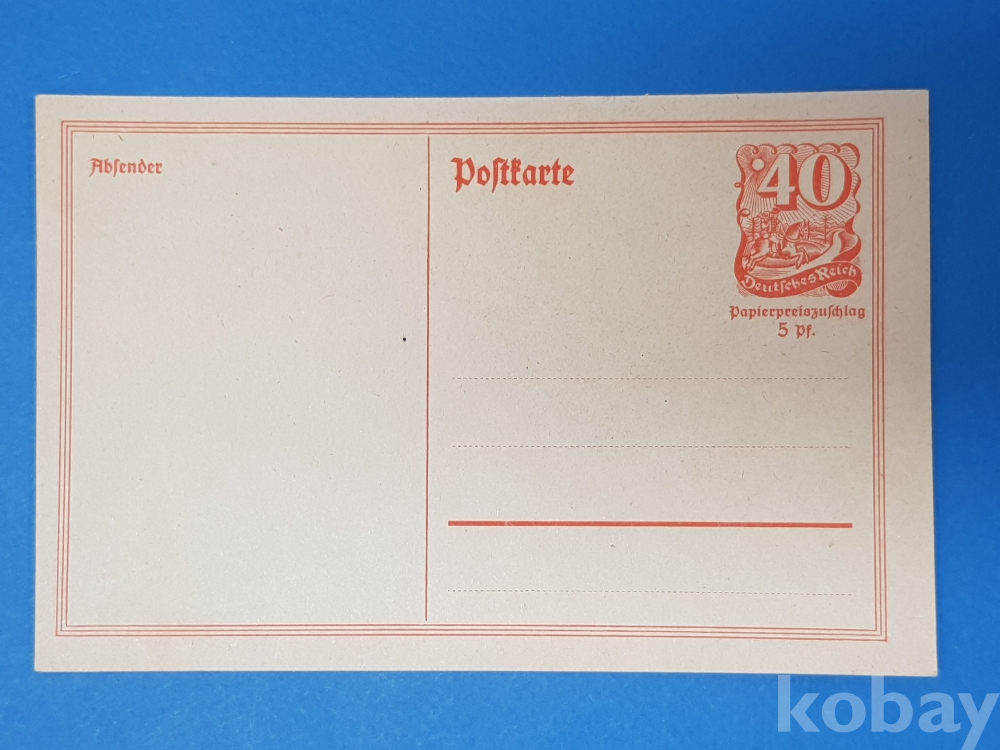 Absender
Postkarte
40
Deutsches Reich
Papierpreiszuschlag
5 Pf.
kobay